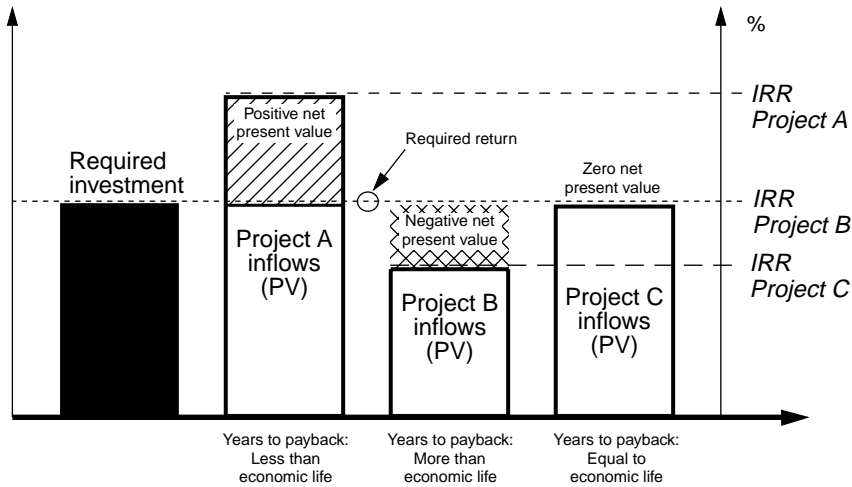 %
IRR
Project A
Positive net
present value
Required return
Required
investment
Zero net
present value
IRR
Project B
Negative net
present value
Project A
inflows
(PV)
IRR
Project C
Project B
inflows
(PV)
Project C
inflows
(PV)
Years to payback:
Less than
economic life
Years to payback:
More than
economic life
Years to payback:
Equal to
economic life